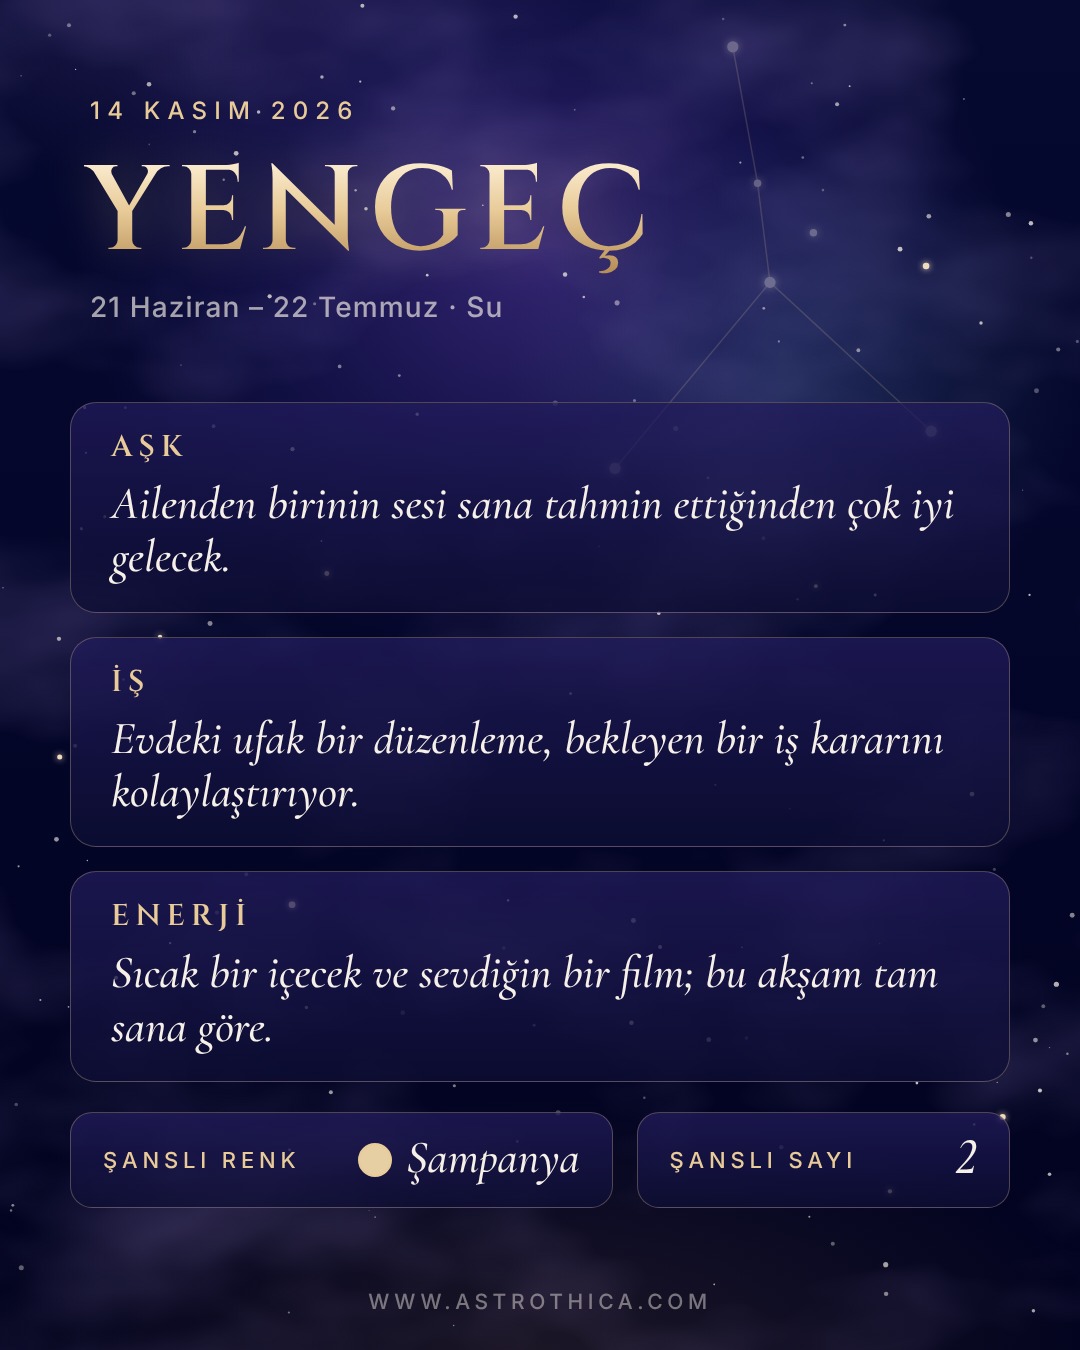 14 KASIM 2026
YENGEÇ
21 Haziran – 22 Temmuz · Su
AŞK
Ailenden birinin sesi sana tahmin ettiğinden çok iyi
gelecek.
İŞ
Evdeki ufak bir düzenleme, bekleyen bir iş kararını
kolaylaştırıyor.
ENERJİ
Sıcak bir içecek ve sevdiğin bir film; bu akşam tam
sana göre.
ŞANSLI RENK Şampanya
ŞANSLI SAYI 2
WWW.ASTROTHICA.COM